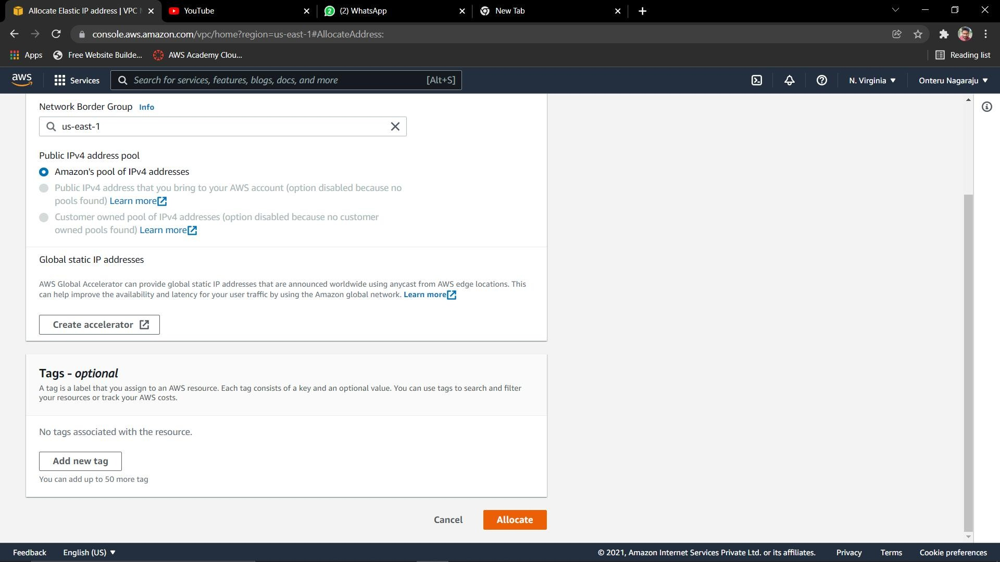 Allocate Elastic IP address | VPC
YouTube
(2) WhatsApp
New Tab
console.aws.amazon.com/vpc/home?region=us-east-1#AllocateAddress:
Apps
Free Website Builde...
AWS Academy Clou...
Reading list
aws
Services
Search for services, features, blogs, docs, and more
[Alt+S]
N. Virginia
Onteru Nagaraju
Network Border Group Info
us-east-1
Public IPv4 address pool
Amazon's pool of IPv4 addresses
Public IPv4 address that you bring to your AWS account (option disabled because no
pools found) Learn more
Customer owned pool of IPv4 addresses (option disabled because no customer
owned pools found) Learn more
Global static IP addresses
AWS Global Accelerator can provide global static IP addresses that are announced worldwide using anycast from AWS edge locations. This
can help improve the availability and latency for your user traffic by using the Amazon global network. Learn more
Create accelerator
Tags - optional
A tag is a label that you assign to an AWS resource. Each tag consists of a key and an optional value. You can use tags to search and filter
your resources or track your AWS costs.
No tags associated with the resource.
Add new tag
You can add up to 50 more tag
Cancel
Allocate
Feedback
English (US)
© 2021, Amazon Internet Services Private Ltd. or its affiliates.
Privacy
Terms
Cookie preferences